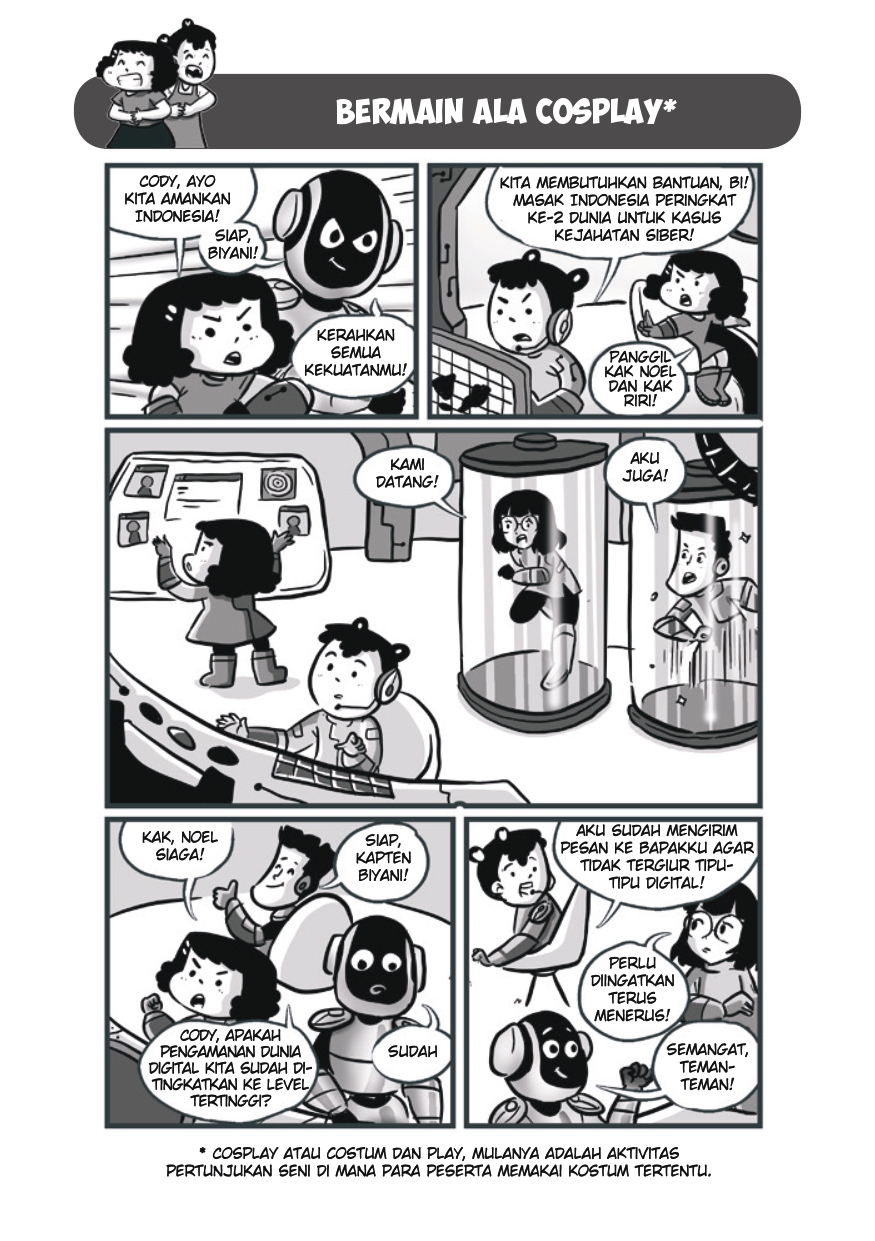 BERMAIN ALA COSPLAY*
CODY, AYO
KITA AMANKAN
INDONESIA!
SIAP,
BIYANI!
KERAHKAN
SEMUA
KEKUATANMU!
KITA MEMBUTUHKAN BANTUAN, BI!
MASAK INDONESIA PERINGKAT
KE-2 DUNIA UNTUK KASUS
KEJAHATAN SIBER!
PANGGIL
KAK NOEL
DAN KAK
RIRI!
KAMI
DATANG!
AKU
JUGA!
KAK, NOEL
SIAGA!
SIAP,
KAPTEN
BIYANI!
CODY, APAKAH
PENGAMANAN DUNIA
DIGITAL KITA SUDAH DI-
TINGKATKAN KE LEVEL
TERTINGGI?
SUDAH
AKU SUDAH MENGIRIM
PESAN KE BAPAKKU AGAR
TIDAK TERGIUR TIPU-
TIPU DIGITAL!
PERLU
DIINGATKAN
TERUS
MENERUS!
SEMANGAT,
TEMAN-
TEMAN!
* COSPLAY ATAU COSTUM DAN PLAY, MULANYA ADALAH AKTIVITAS
PERTUNJUKAN SENI DI MANA PARA PESERTA MEMAKAI KOSTUM TERTENTU.